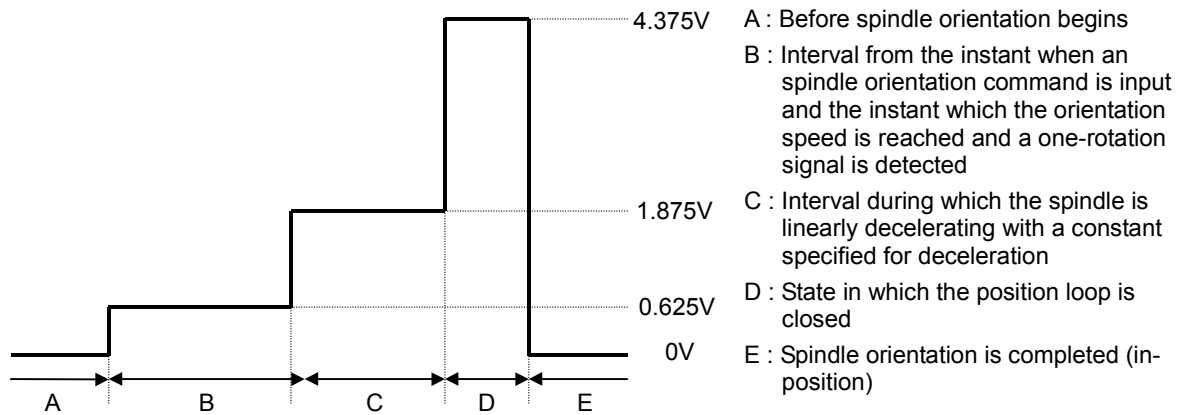 4.375V
1.875V
0.625V
0V
A
B
C
D
E
A : Before spindle orientation begins
B : Interval from the instant when an
spindle orientation command is input
and the instant which the orientation
speed is reached and a one-rotation
signal is detected
C : Interval during which the spindle is
linearly decelerating with a constant
specified for deceleration
D : State in which the position loop is
closed
E : Spindle orientation is completed (in-
position)